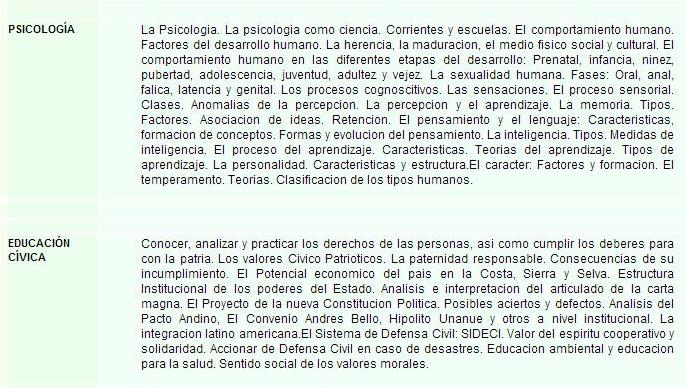 PSICOLOGÍA
La Psicologia. La psicologia como ciencia. Corrientes y escuelas. El comportamiento humano.
Factores del desarrollo humano. La herencia, la maduracion, el medio fisico social y cultural. El
comportamiento humano en las diferentes etapas del desarrollo: Prenatal, infancia, ninez,
pubertad, adolescencia, juventud, adultez y vejez. La sexualidad humana. Fases: Oral, anal,
falica, latencia y genital. Los procesos cognoscitivos. Las sensaciones. El proceso sensorial.
Clases. Anomalias de la percepcion. La percepcion y el aprendizaje. La memoria. Tipos.
Factores. Asociacion de ideas. Retencion. El pensamiento y el lenguaje: Caracteristicas,
formacion de conceptos. Formas y evolucion del pensamiento. La inteligencia. Tipos. Medidas de
inteligencia. El proceso del aprendizaje. Caracteristicas. Teorias del aprendizaje. Tipos de
aprendizaje. La personalidad. Caracteristicas y estructura.El caracter: Factores y formacion. El
temperamento. Teorias. Clasificacion de los tipos humanos.
EDUCACIÓN
CÍVICA
Conocer, analizar y practicar los derechos de las personas, asi como cumplir los deberes para
con la patria. Los valores Civico Patrioticos. La paternidad responsable. Consecuencias de su
incumplimiento. El Potencial economico del pais en la Costa, Sierra y Selva. Estructura
Institucional de los poderes del Estado. Analisis e interpretacion del articulado de la carta
magna. El Proyecto de la nueva Constitucion Politica. Posibles aciertos y defectos. Analisis del
Pacto Andino, El Convenio Andres Bello, Hipolito Unanue y otros a nivel institucional. La
integracion latino americana.El Sistema de Defensa Civil: SIDECI. Valor del espiritu cooperativo y
solidaridad. Accionar de Defensa Civil en caso de desastres. Educacion ambiental y educacion
para la salud. Sentido social de los valores morales.